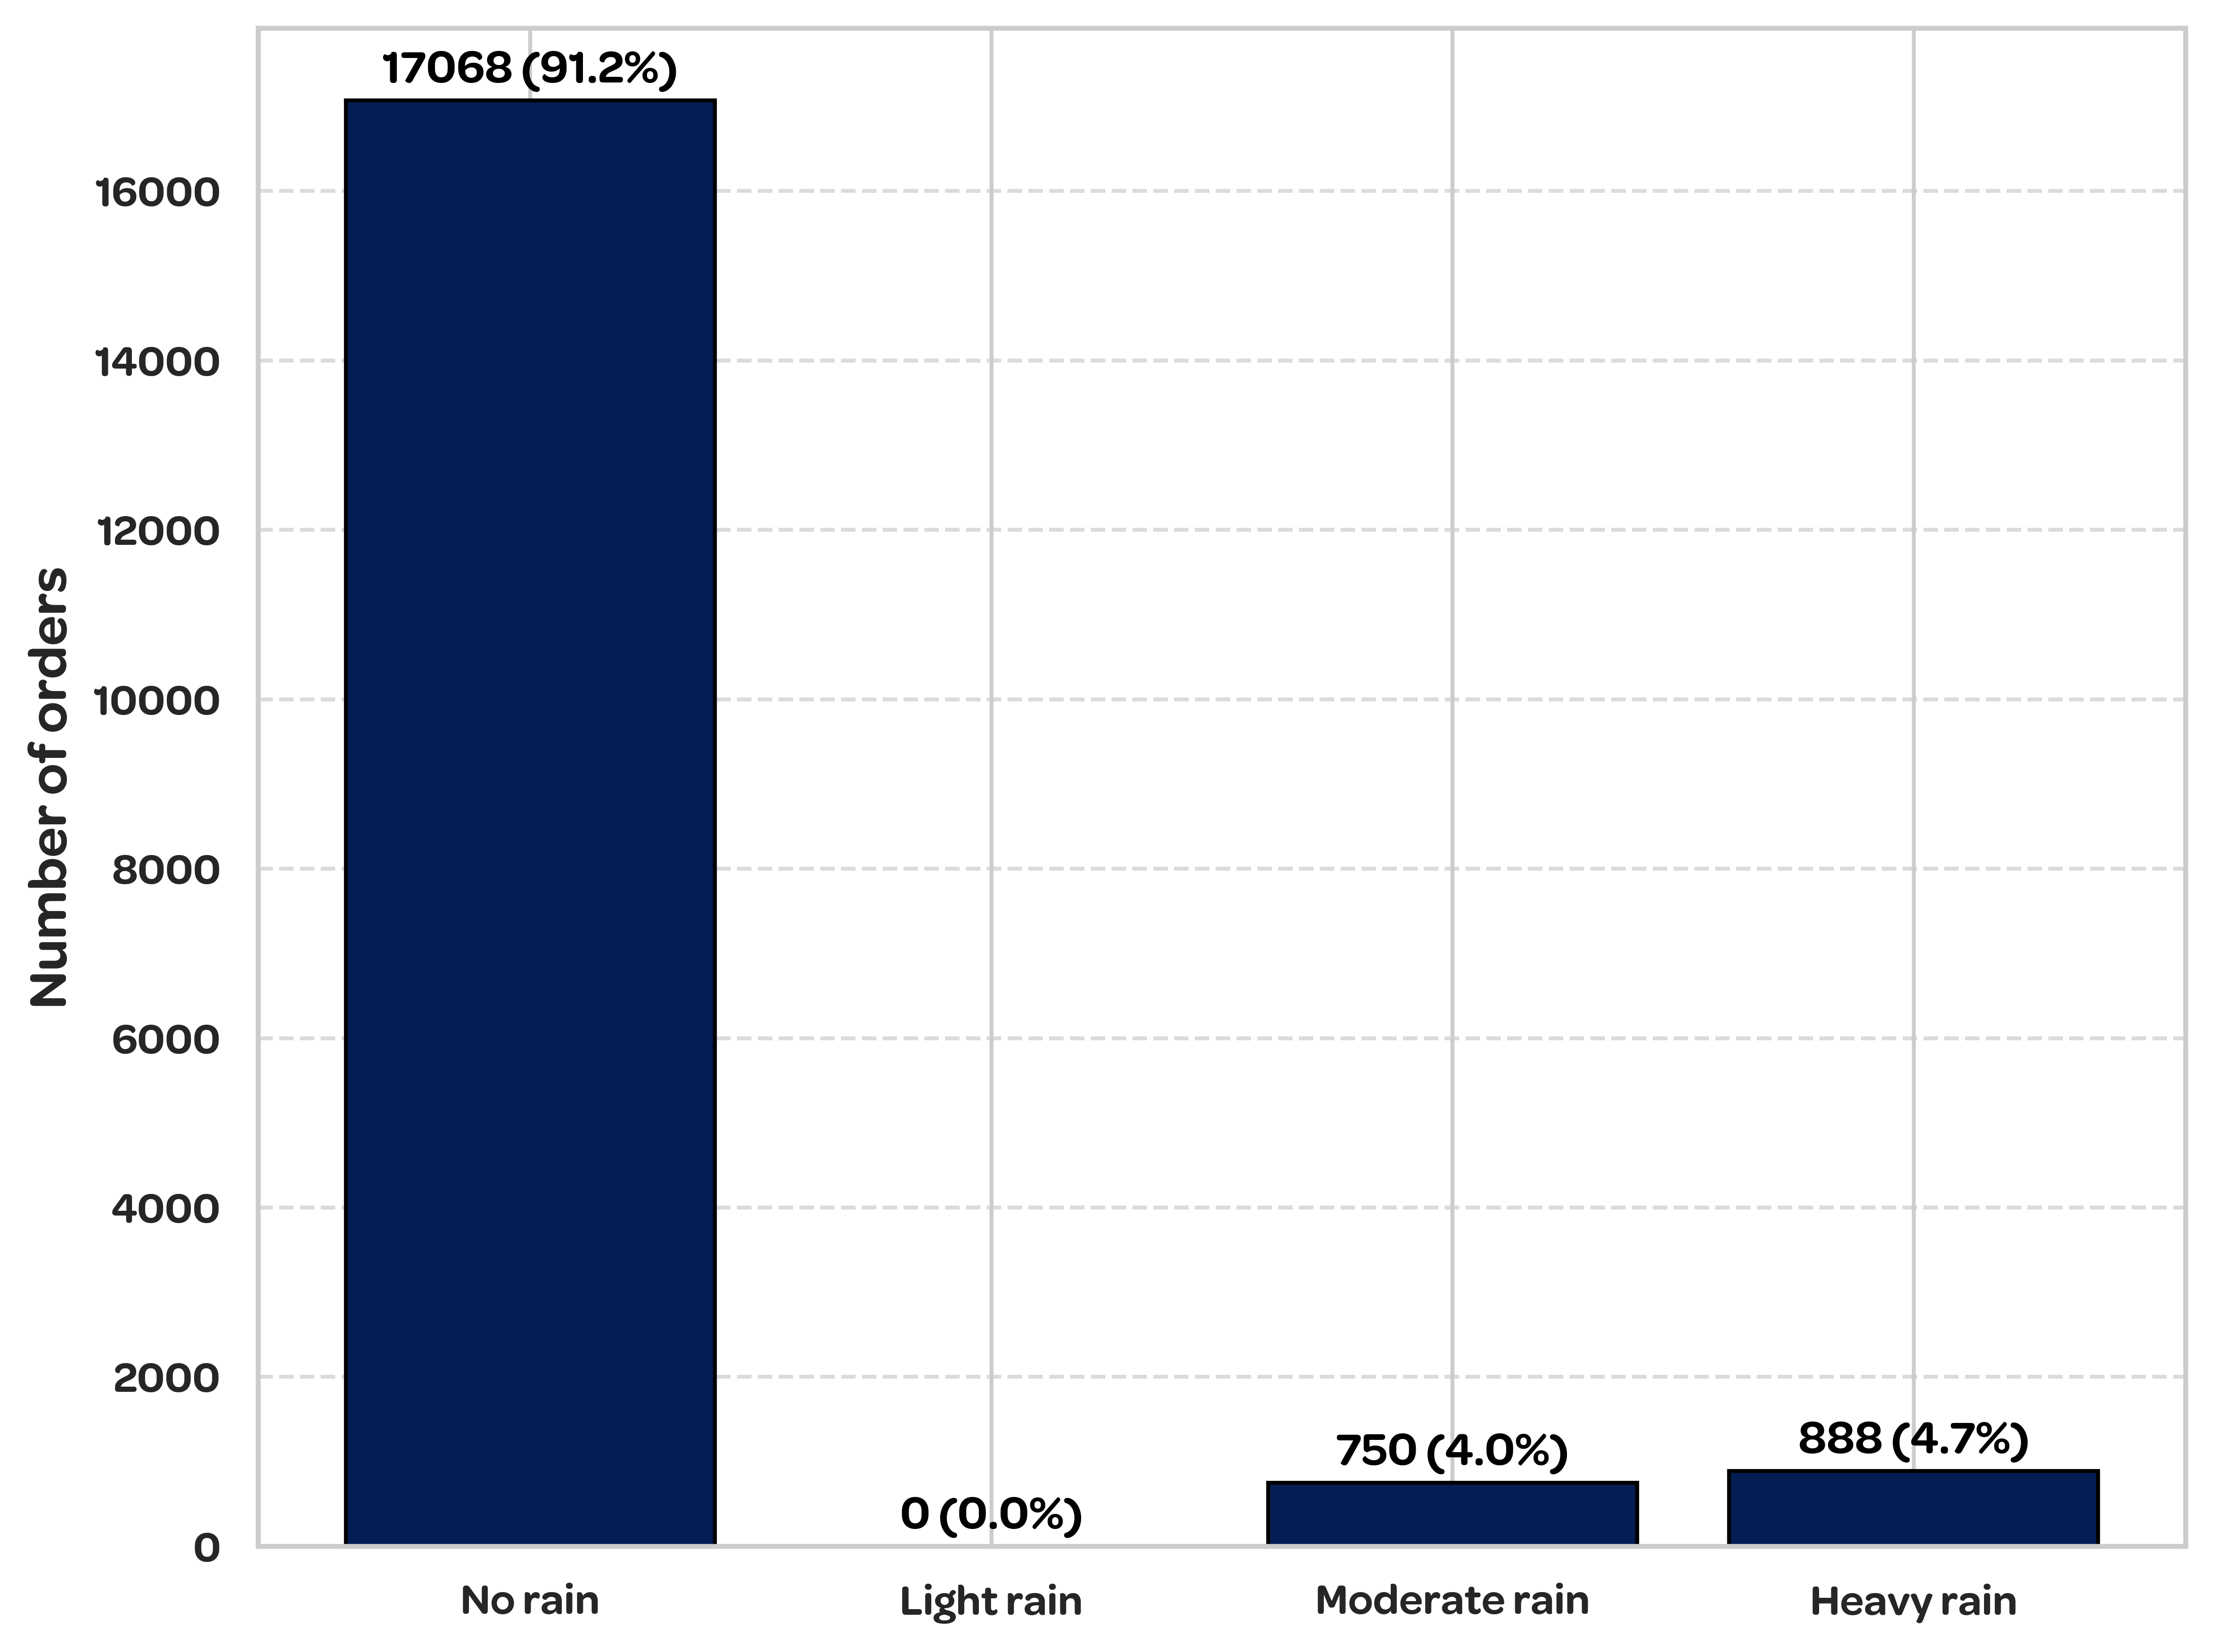 17068 (91.2%)
16000
14000
12000
10000
8000
6000
4000
2000
0
Number of orders
0 (0.0%)
750 (4.0%)
888 (4.7%)
No rain
Light rain
Moderate rain
Heavy rain